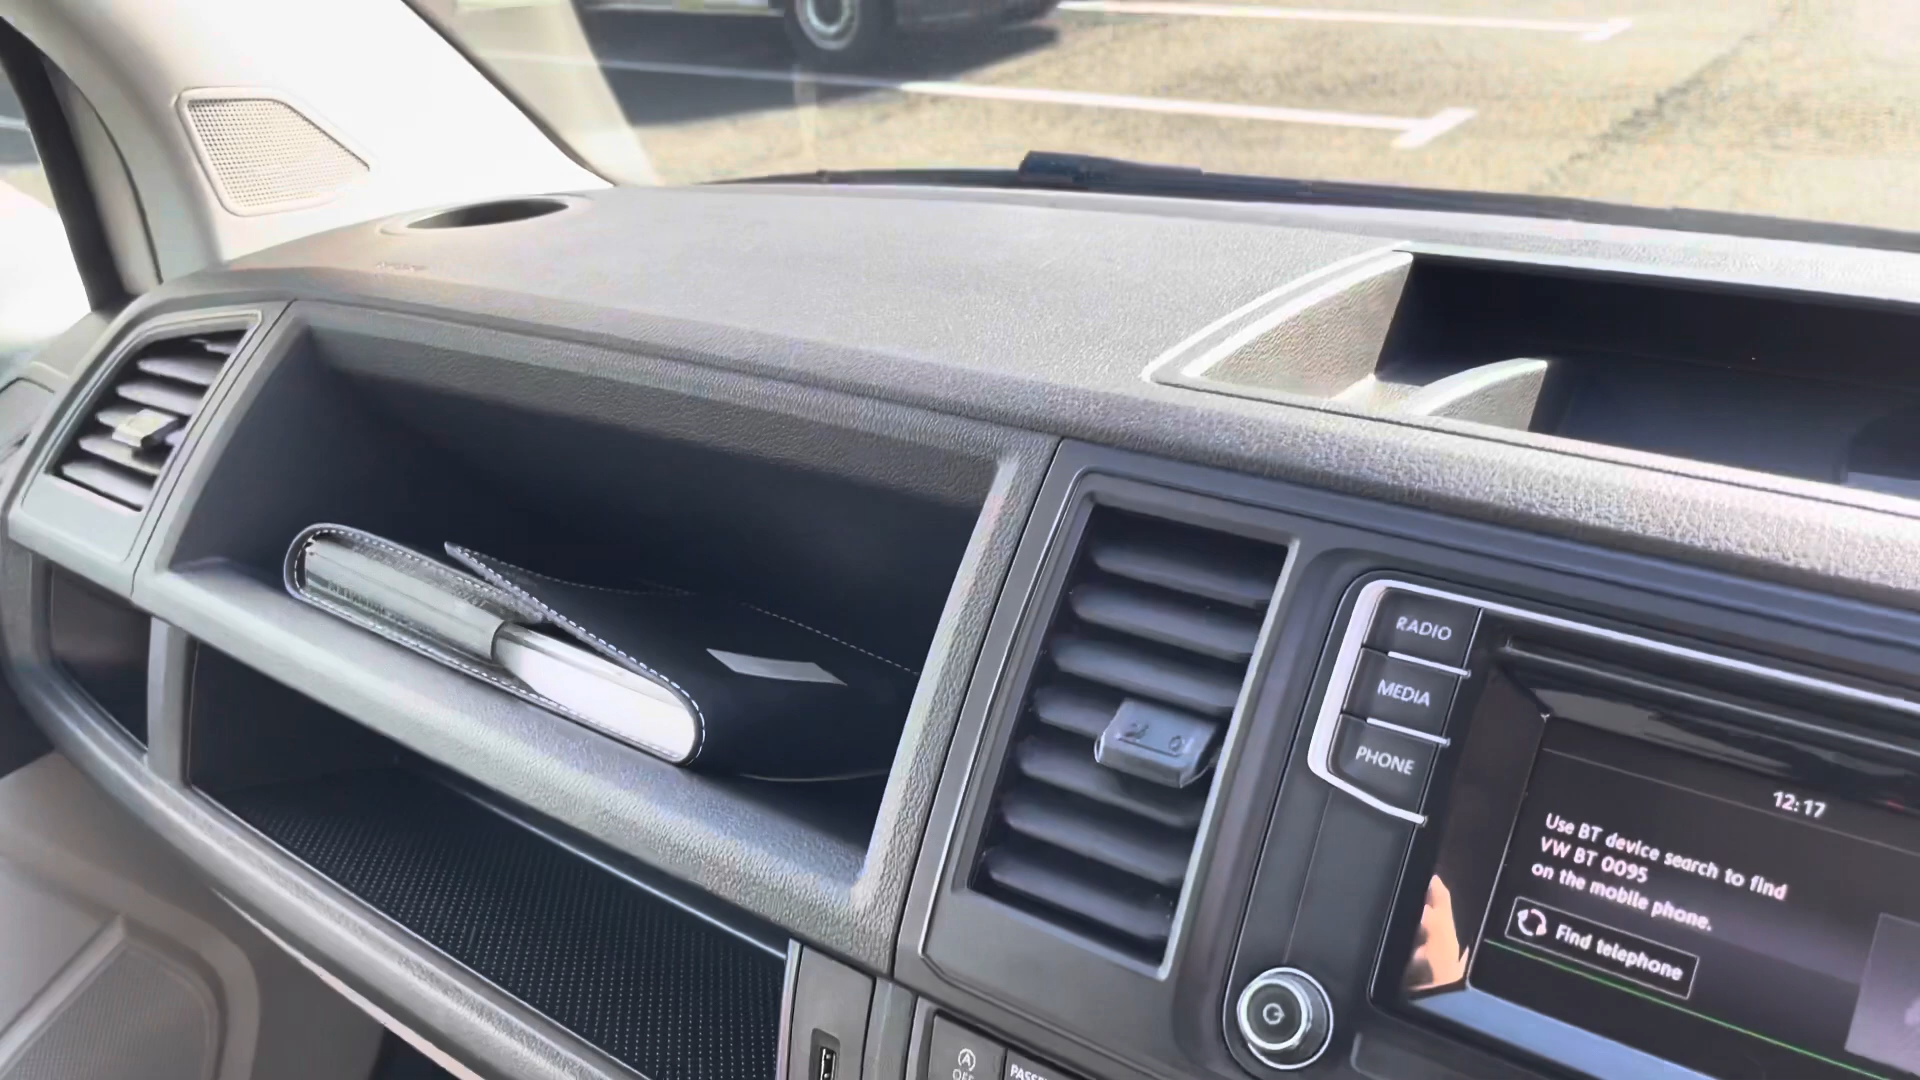 RADIO
MEDIA
PHONE
12:17
Use BT device search to find
VW BT 0095
on the mobile phone.
Find telephone
A
OFF